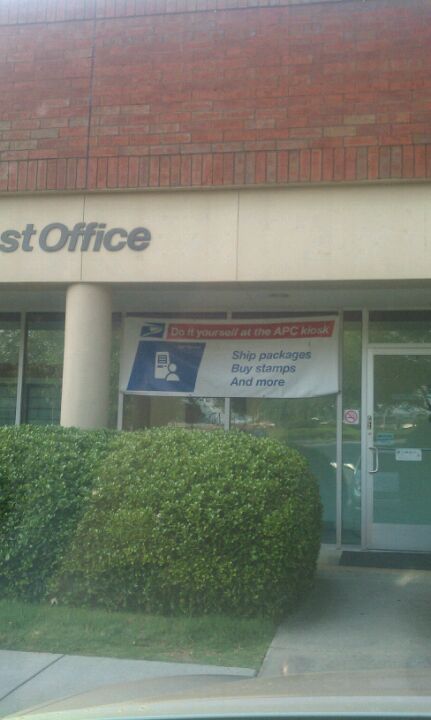 st Office
Do it yourself at the APC kiosk
Ship packages
Buy stamps
And more